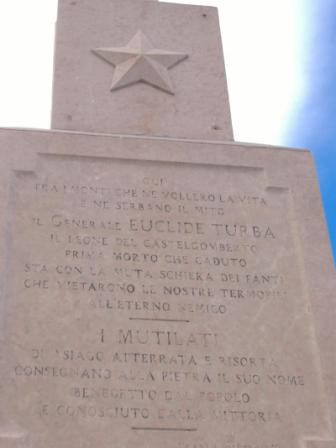 QUI
FRA I MONTI CHE NE VOLLERO LA VITA
E NE SERBANO IL MITO
IL GENERALE EUCLIDE TURBA
IL LEONE DEL CASTELGOMBERTO
PRIMA MORTO CHE CADUTO
STA CON LA MUTA SCHIERA DEI FANTI
CHE VIETARONO LE NOSTRE TERMOPILI
ALL'ETERNO NEMICO
I MUTILATI
DI ASIAGO ATTERRATA E RISORTA
CONSEGNANO ALLA PIETRA IL SUO NOME
BENEDETTO DAL POPOLO
E CONOSCIUTO DALLA VITTORIA